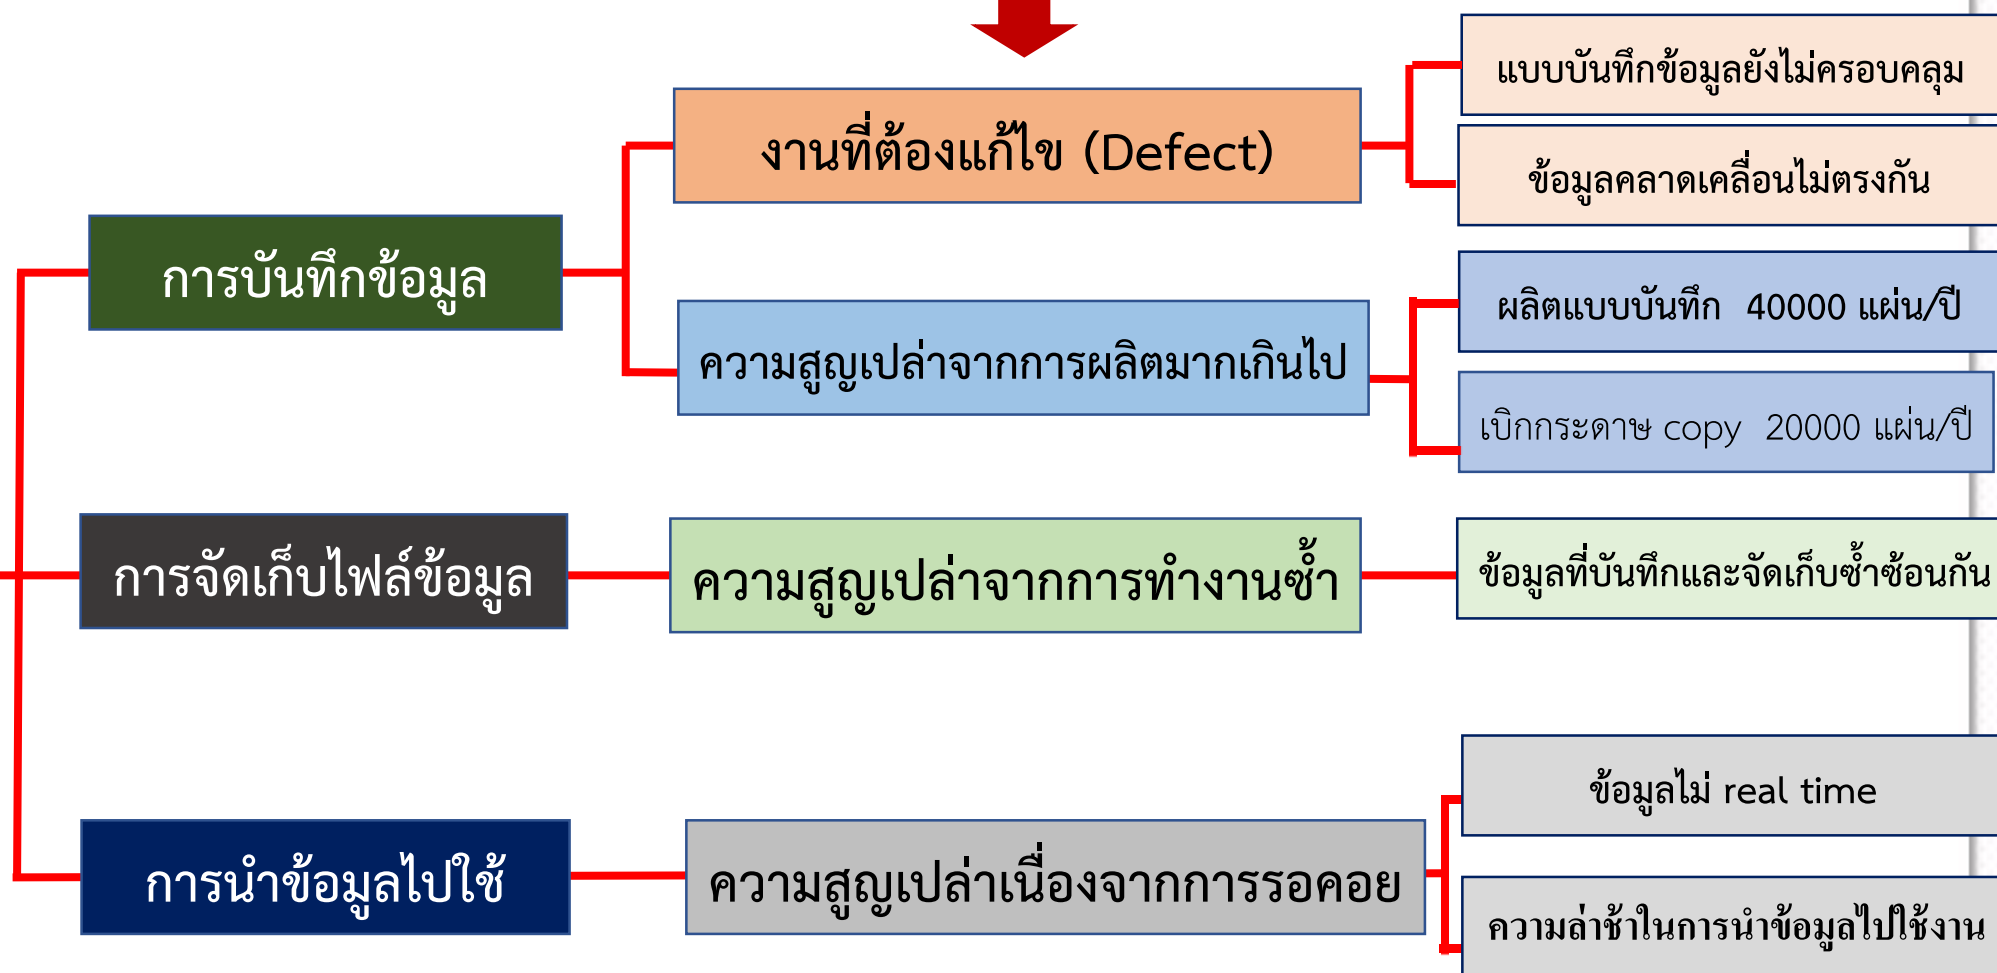 แบบบันทึกข้อมูลยังไม่ครอบคลุม
งานที่ต้องแก้ไข (Defect)
ข้อมูลคลาดเคลื่อนไม่ตรงกัน
การบันทึกข้อมูล
ผลิตแบบบันทึก 40000 แผ่น/ปี
ความสูญเปล่าจากการผลิตมากเกินไป
เบิกกระดาษ copy 20000 แผ่น/ปี
การจัดเก็บไฟล์ข้อมูล
ความสูญเปล่าจากการทำงานซ้ำ
ข้อมูลที่บันทึกและจัดเก็บซ้ำซ้อนกัน
ข้อมูลไม่ real time
การนำข้อมูลไปใช้
ความสูญเปล่าเนื่องจากการรอคอย
ความล่าช้าในการนำข้อมูลไปใช้งาน